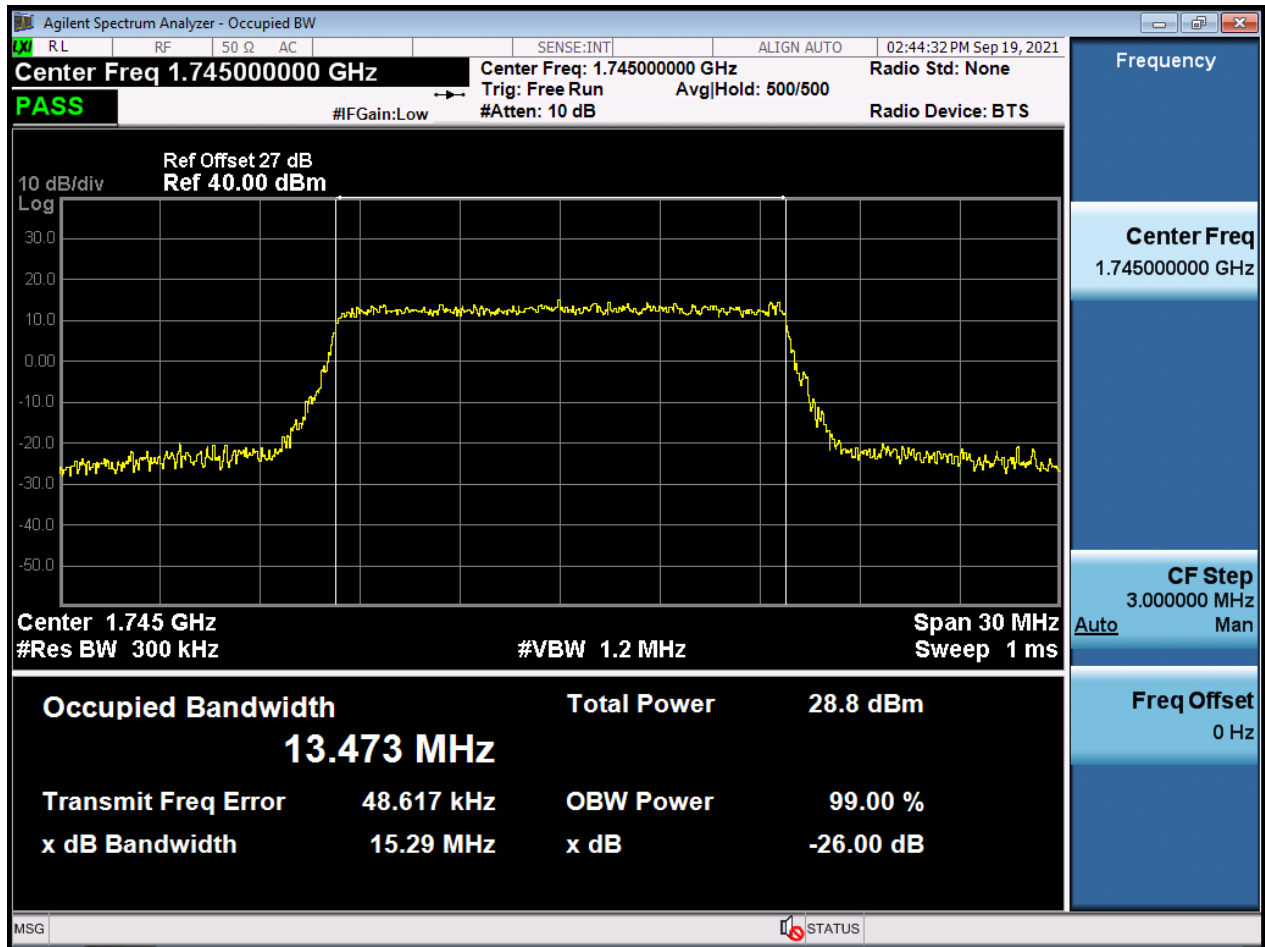 Agilent Spectrum Analyzer - Occupied BW
LXI RL RF 50 Ω AC SENSE:INT ALIGN AUTO 02:44:32 PM Sep 19, 2021
Center Freq 1.745000000 GHz
PASS
#IFGain:Low
Center Freq: 1.745000000 GHz
Trig: Free Run Avg|Hold: 500/500
#Atten: 10 dB
Radio Std: None
Radio Device: BTS
Ref Offset 27 dB
10 dB/div Ref 40.00 dBm
Log
30.0
20.0
10.0
0.00
-10.0
-20.0
-30.0
-40.0
-50.0
Center 1.745 GHz Span 30 MHz
#Res BW 300 kHz #VBW 1.2 MHz Sweep 1 ms
Occupied Bandwidth Total Power 28.8 dBm
13.473 MHz
Transmit Freq Error 48.617 kHz OBW Power 99.00 %
x dB Bandwidth 15.29 MHz x dB -26.00 dB
Frequency
Center Freq
1.745000000 GHz
CF Step
3.000000 MHz
Auto Man
Freq Offset
0 Hz
MSG STATUS